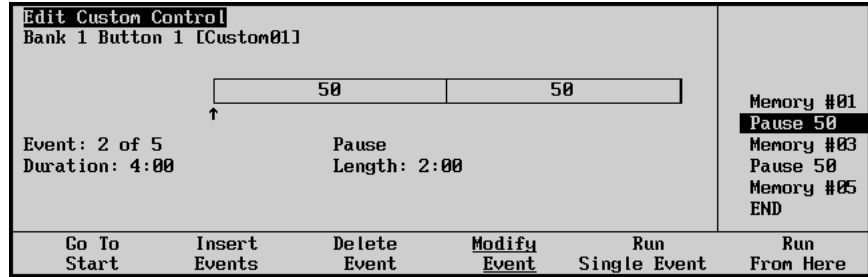 Edit Custom Control
Bank 1 Button 1 [Custom01]
50 50
Event: 2 of 5 Pause
Duration: 4:00 Length: 2:00
Memory #01
Pause 50
Memory #03
Pause 50
Memory #05
END
Go To Start
Insert Events
Delete Event
Modify Event
Run Single Event
Run From Here